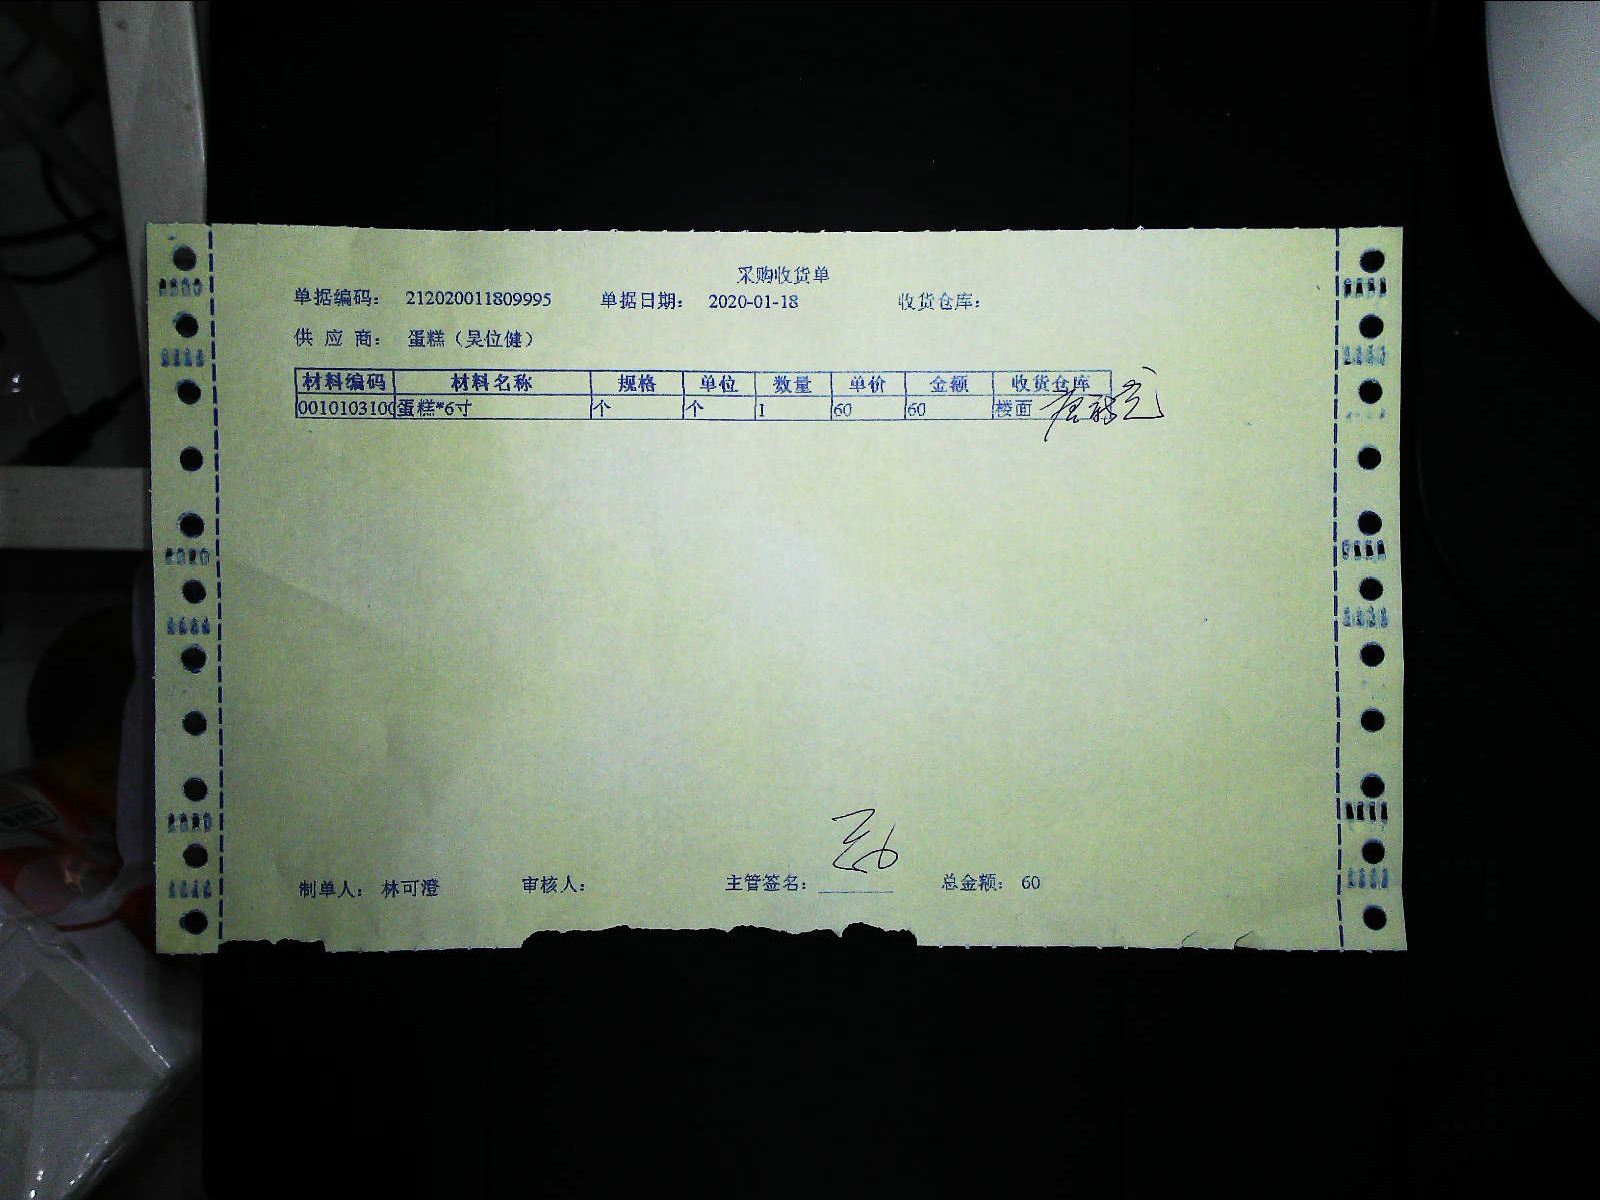 采购收货单
单据编码： 212020011809995 单据日期： 2020-01-18 收货仓库：
供 应 商： 蛋糕（吴位健）
材料编码 材料名称 规格 单位 数量 单价 金额 收货仓库
0010103100 蛋糕*6寸 个 个 1 60 60 楼面
制单人： 林可澄 审核人： 主管签名： 总金额： 60